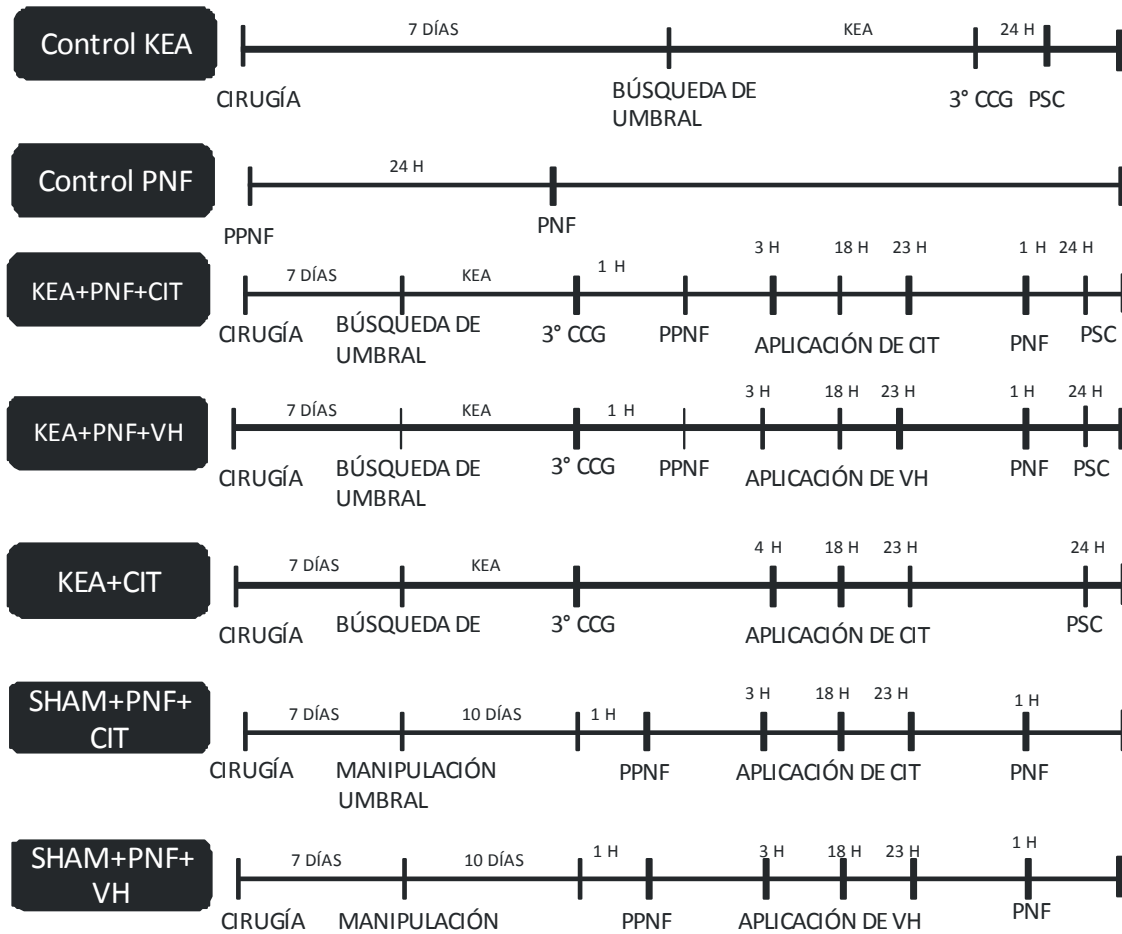 Control KEA
7 DÍAS
KEA
24 H
CIRUGÍA
BÚSQUEDA DE
UMBRAL
3° CCG
PSC
Control PNF
24 H
PPNF
PNF
KEA+PNF+CIT
7 DÍAS
KEA
1 H
3 H
18 H
23 H
1 H
24 H
CIRUGÍA
BÚSQUEDA DE
UMBRAL
3° CCG
PPNF
APLICACIÓN DE CIT
PNF
PSC
KEA+PNF+VH
7 DÍAS
KEA
1 H
3 H
18 H
23 H
1 H
24 H
CIRUGÍA
BÚSQUEDA DE
UMBRAL
3° CCG
PPNF
APLICACIÓN DE VH
PNF
PSC
KEA+CIT
7 DÍAS
KEA
4 H
18 H
23 H
24 H
CIRUGÍA
BÚSQUEDA DE
3° CCG
APLICACIÓN DE CIT
PSC
SHAM+PNF+
CIT
7 DÍAS
10 DÍAS
1 H
3 H
18 H
23 H
1 H
CIRUGÍA
MANIPULACIÓN
UMBRAL
PPNF
APLICACIÓN DE CIT
PNF
SHAM+PNF+
VH
7 DÍAS
10 DÍAS
1 H
3 H
18 H
23 H
1 H
CIRUGÍA
MANIPULACIÓN
PPNF
APLICACIÓN DE VH
PNF